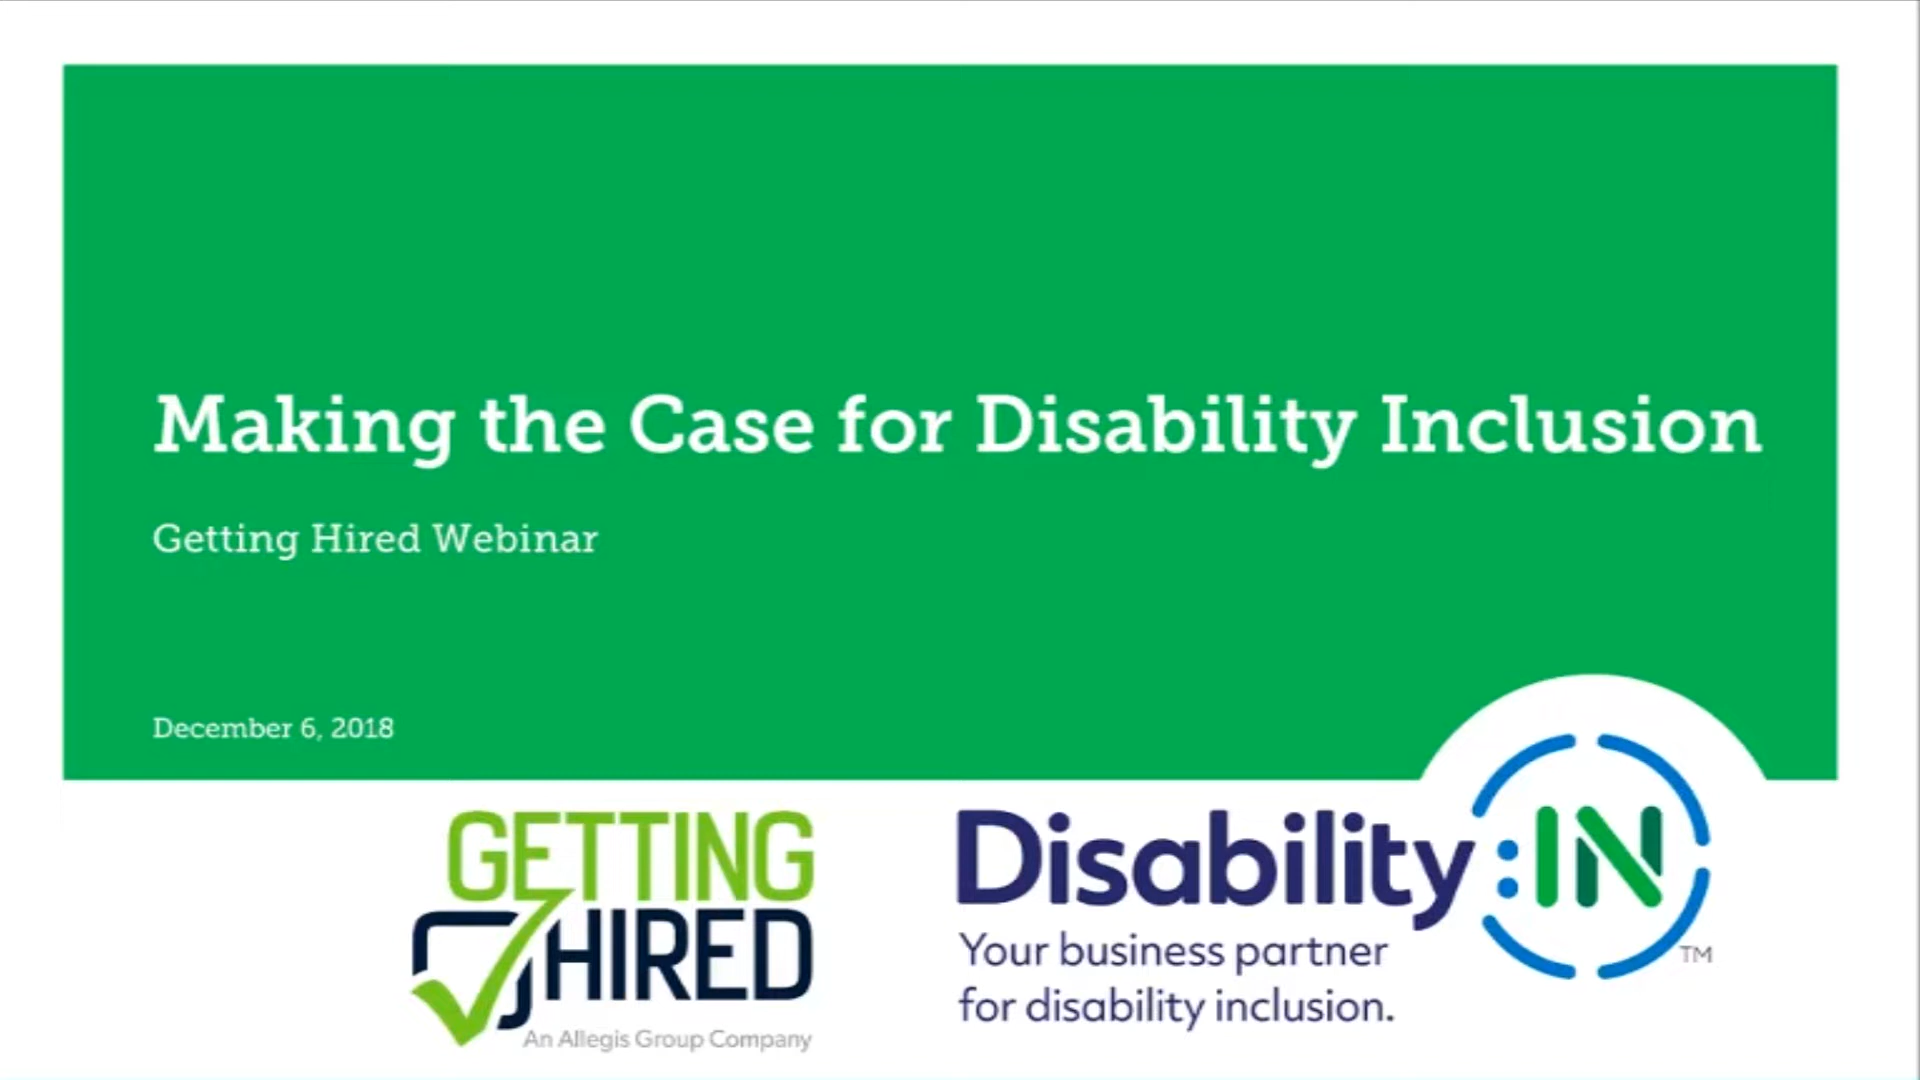 Making the Case for Disability Inclusion
Getting Hired Webinar
December 6, 2018
GETTING
HIRED
An Allegis Group Company
Disability:IN
Your business partner
for disability inclusion.
TM